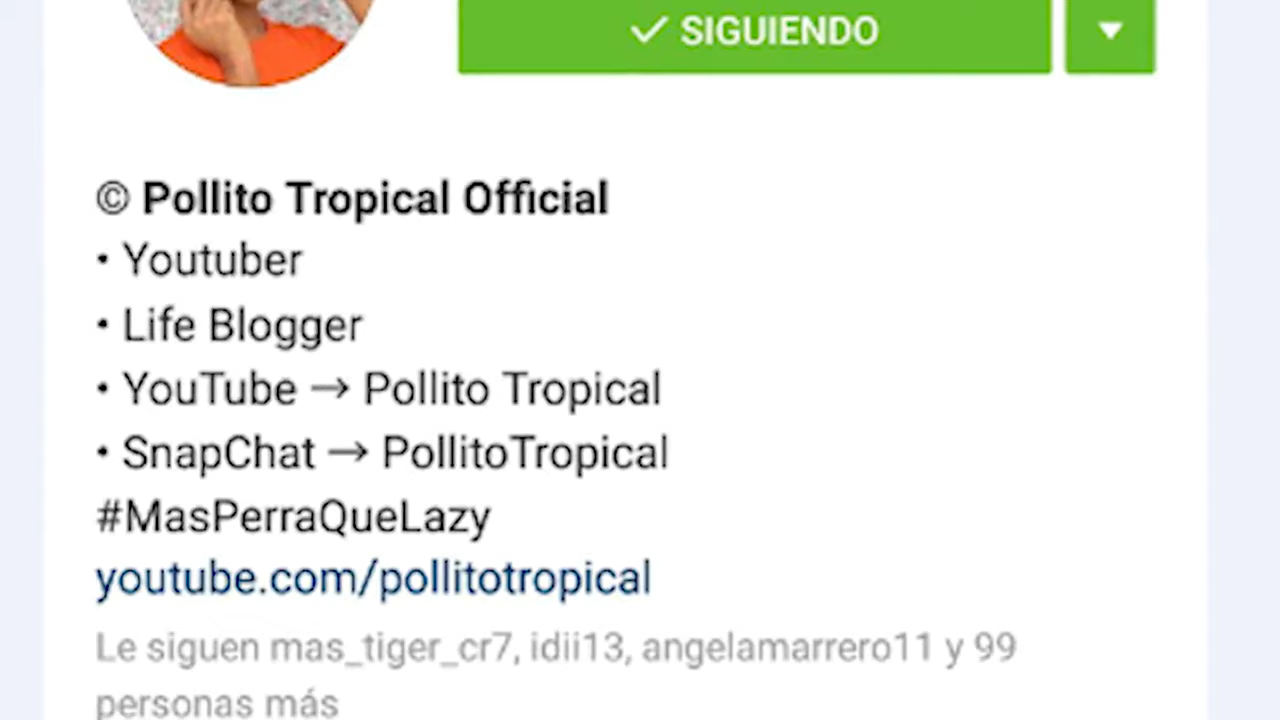 ✓ SIGUIENDO
© Pollito Tropical Official
• Youtuber
• Life Blogger
• YouTube → Pollito Tropical
• SnapChat → PollitoTropical
#MasPerraQueLazy
youtube.com/pollitotropical
Le siguen mas_tiger_cr7, idii13, angelamarrero11 y 99
personas más